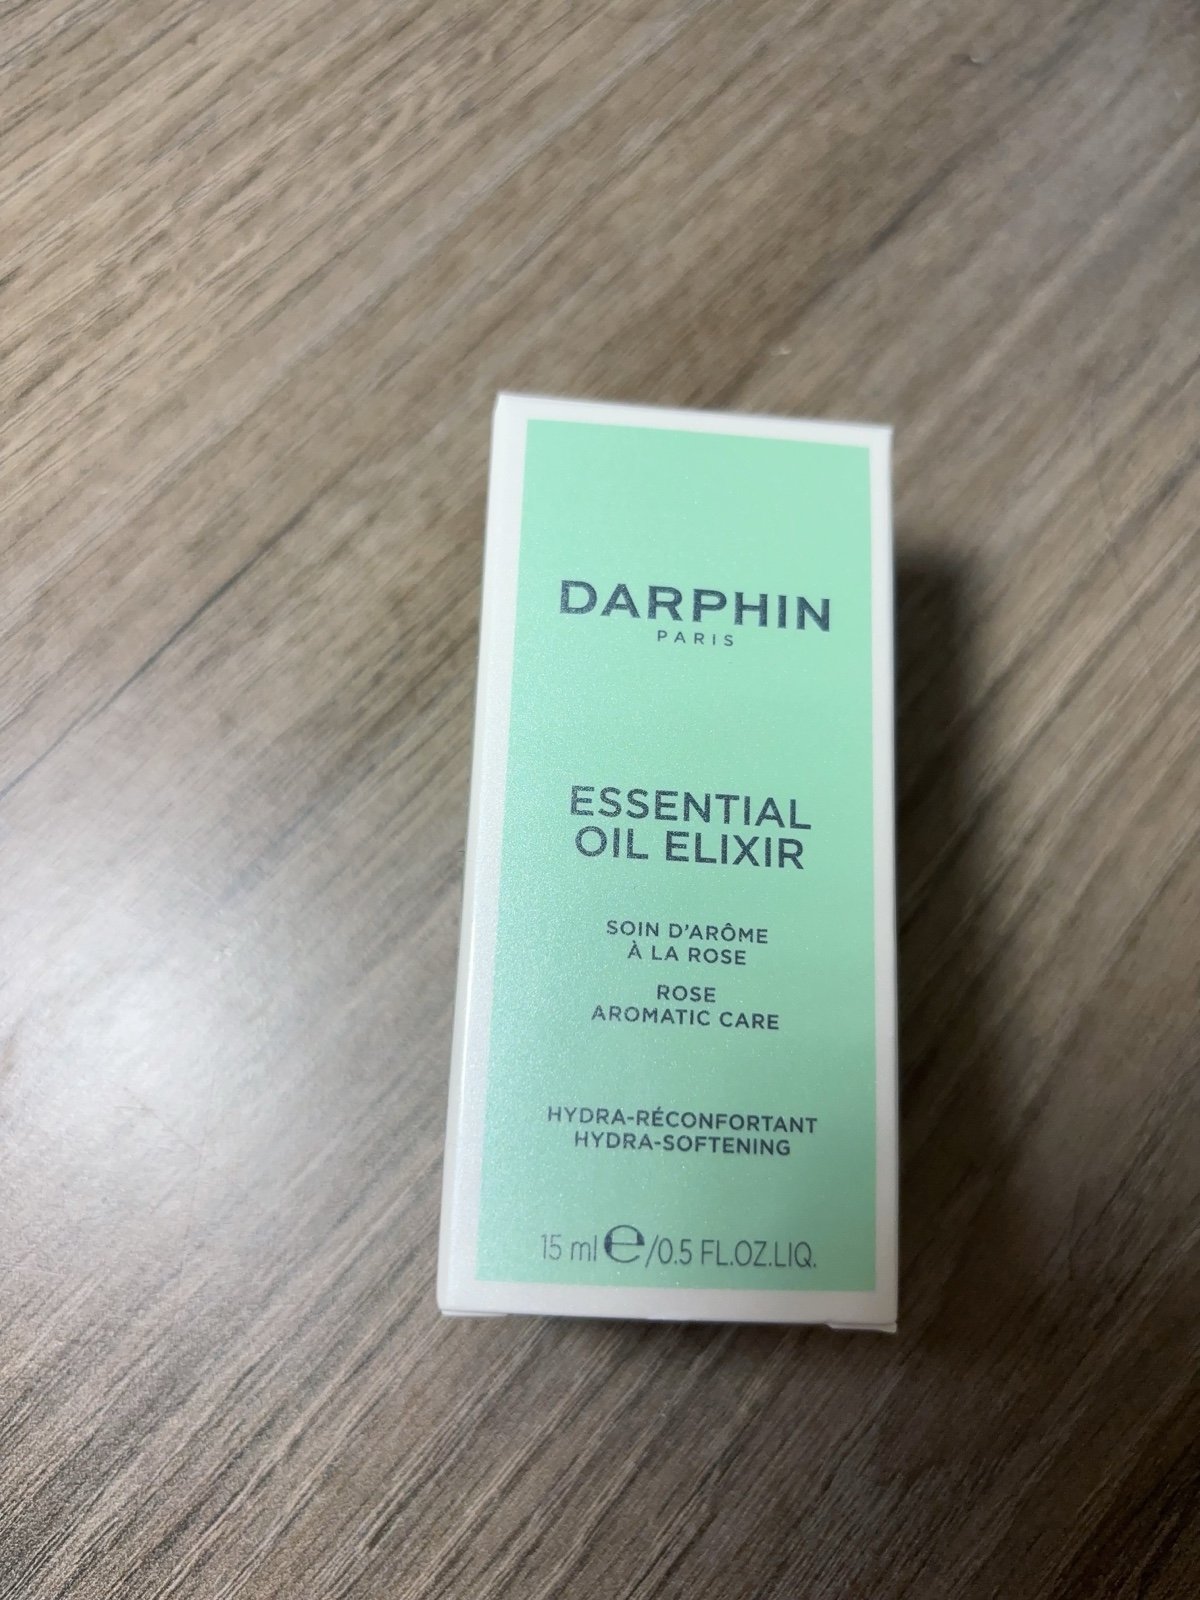 DARPHIN
PARIS
ESSENTIAL
OIL ELIXIR
SOIN D'ARÔME
À LA ROSE
ROSE
AROMATIC CARE
HYDRA-RÉCONFORTANT
HYDRA-SOFTENING
15 ml ℮/0.5 FL.OZ.LIQ.